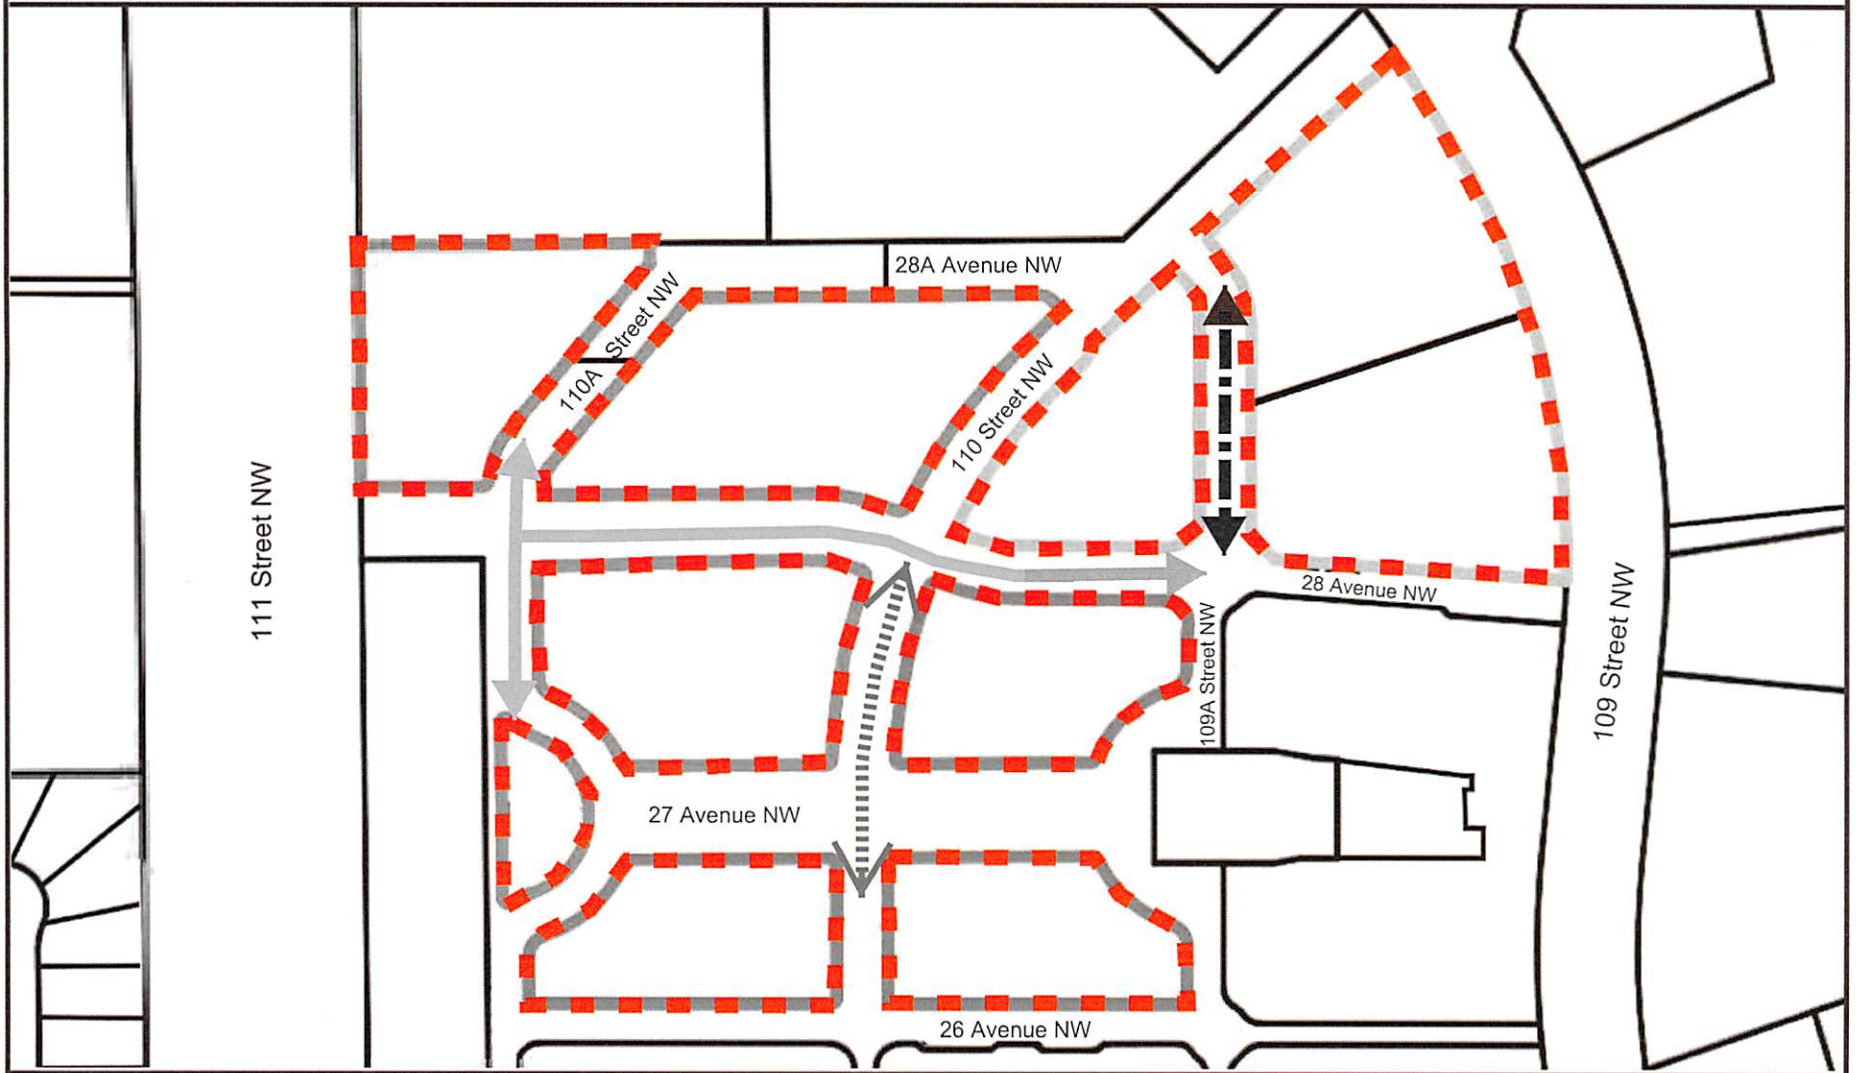 28A Avenue NW
110A Street NW
110 Street NW
111 Street NW
28 Avenue NW
109A Street NW
109 Street NW
27 Avenue NW
26 Avenue NW